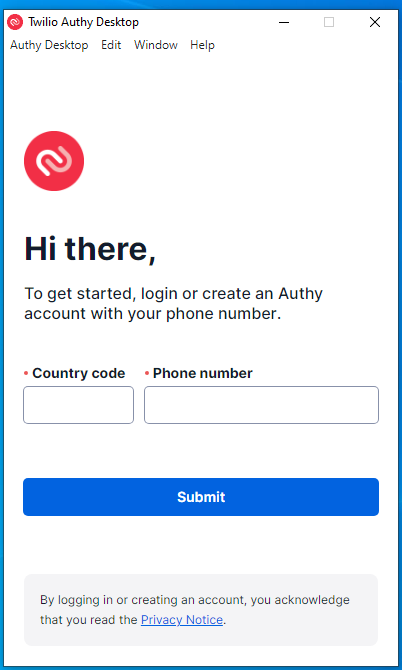 Twilio Authy Desktop
Authy Desktop Edit Window Help
Hi there,
To get started, login or create an Authy
account with your phone number.
• Country code • Phone number
Submit
By logging in or creating an account, you acknowledge
that you read the Privacy Notice.